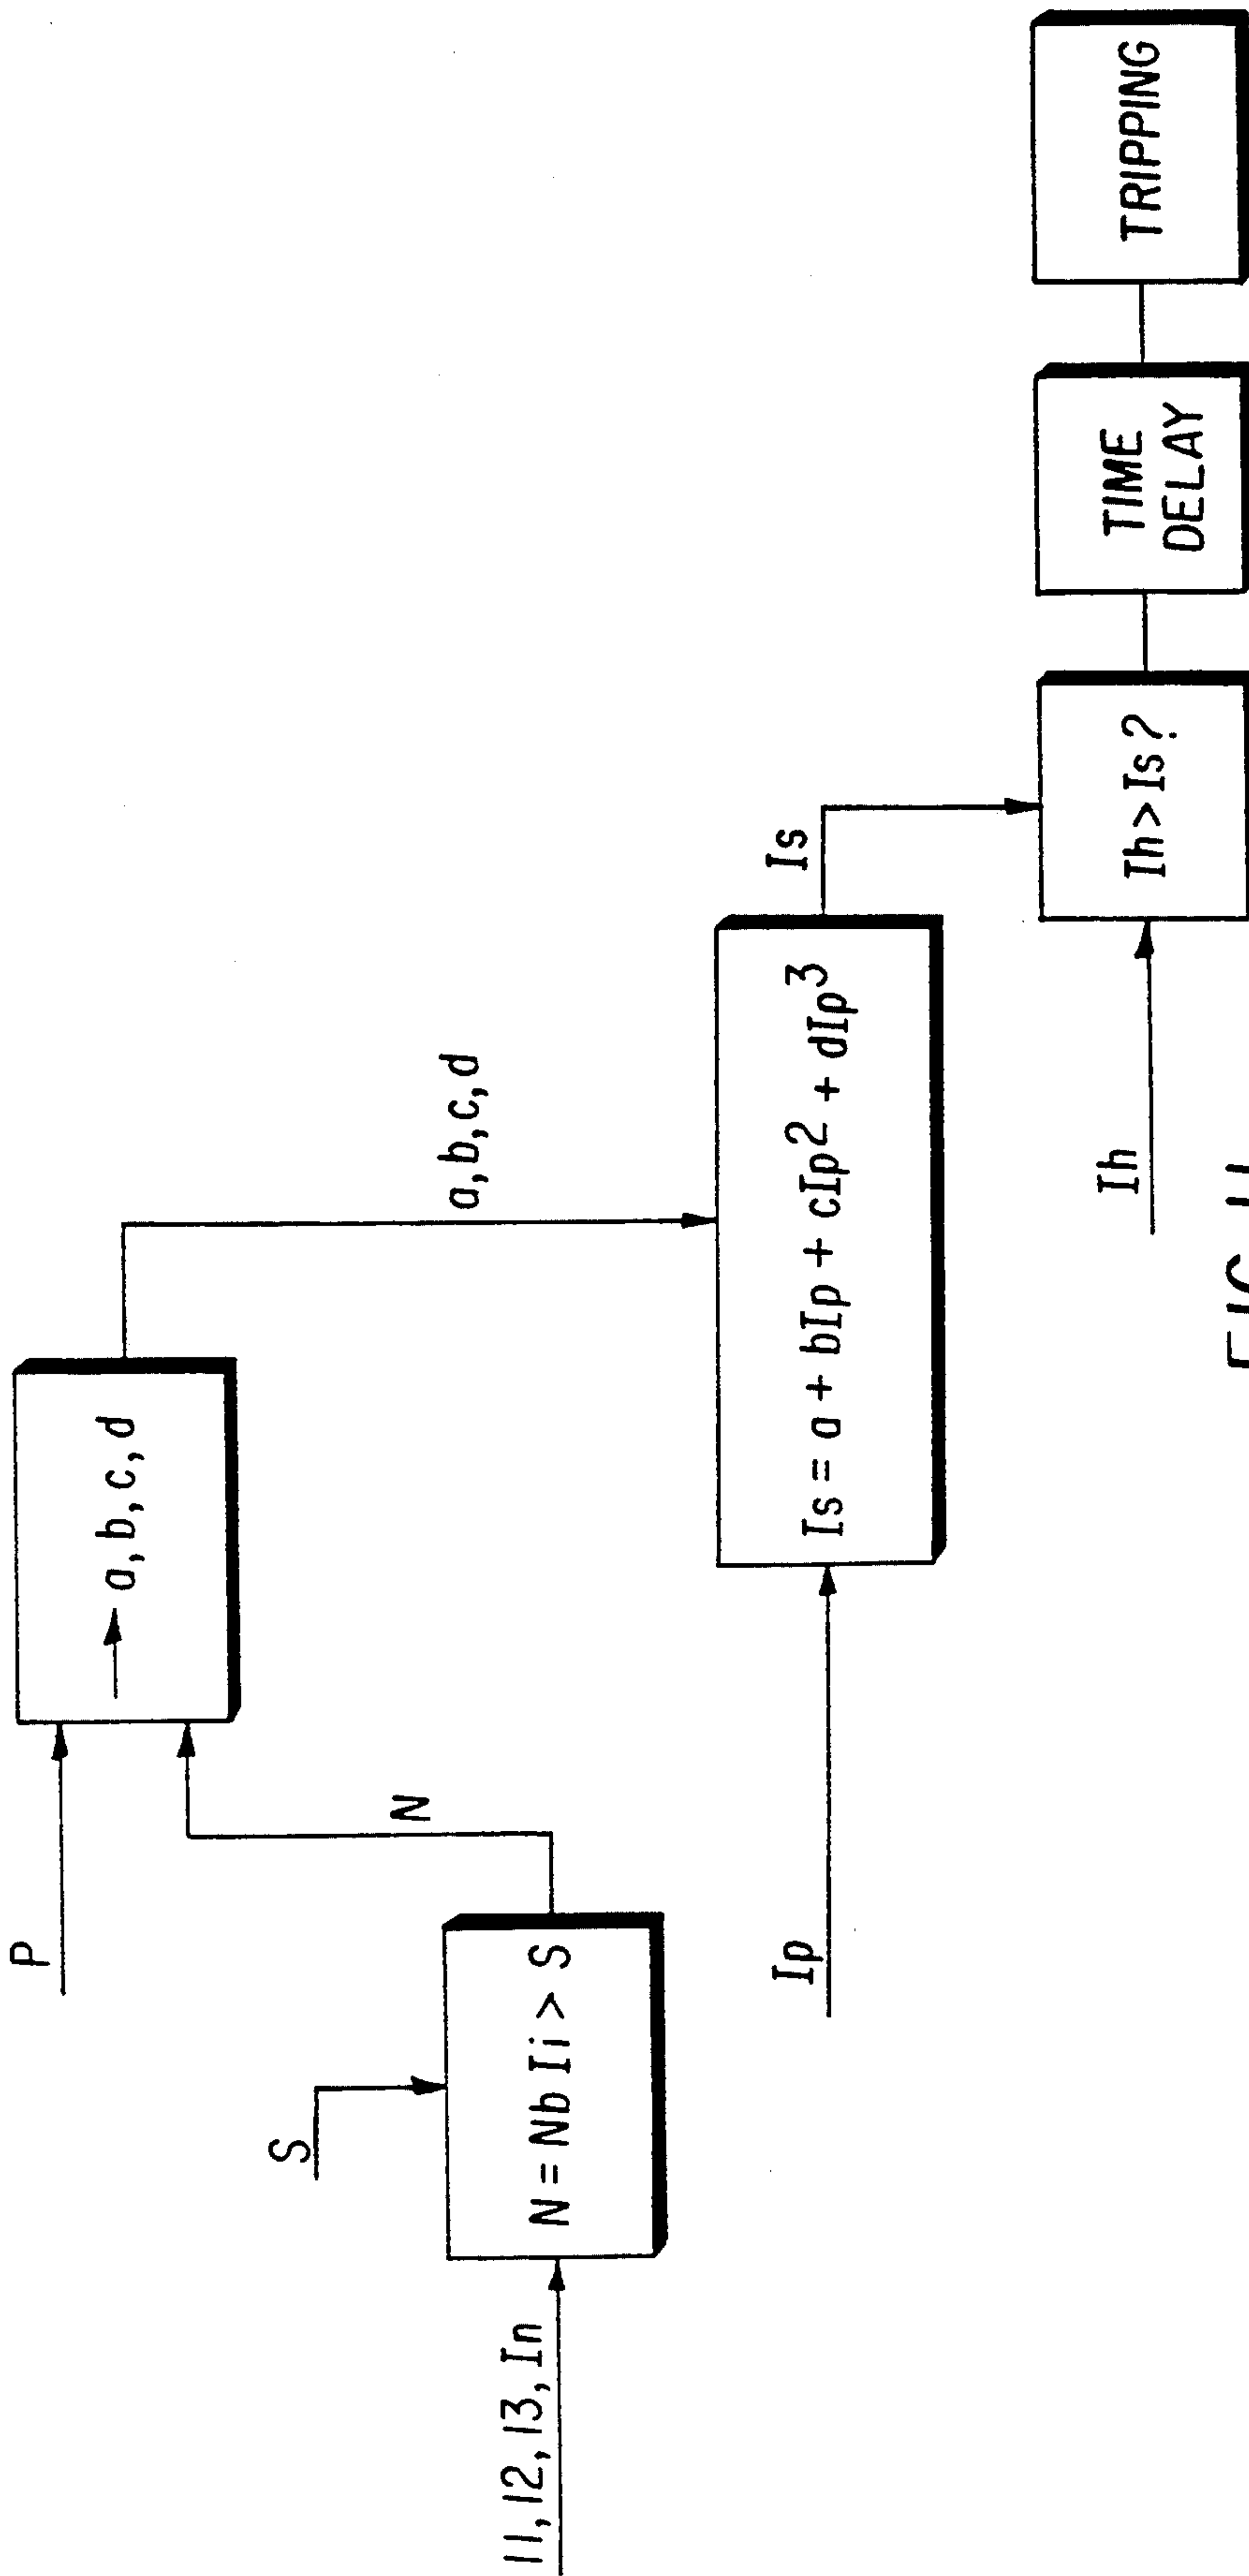 P
→ a, b, c, d
N
S
N = Nb Ii > S
I1, I2, I3, In
a, b, c, d
Ip
Is = a + bIp + cIp² + dIp³
Is
Ih
Ih > Is?
TIME
DELAY
TRIPPING